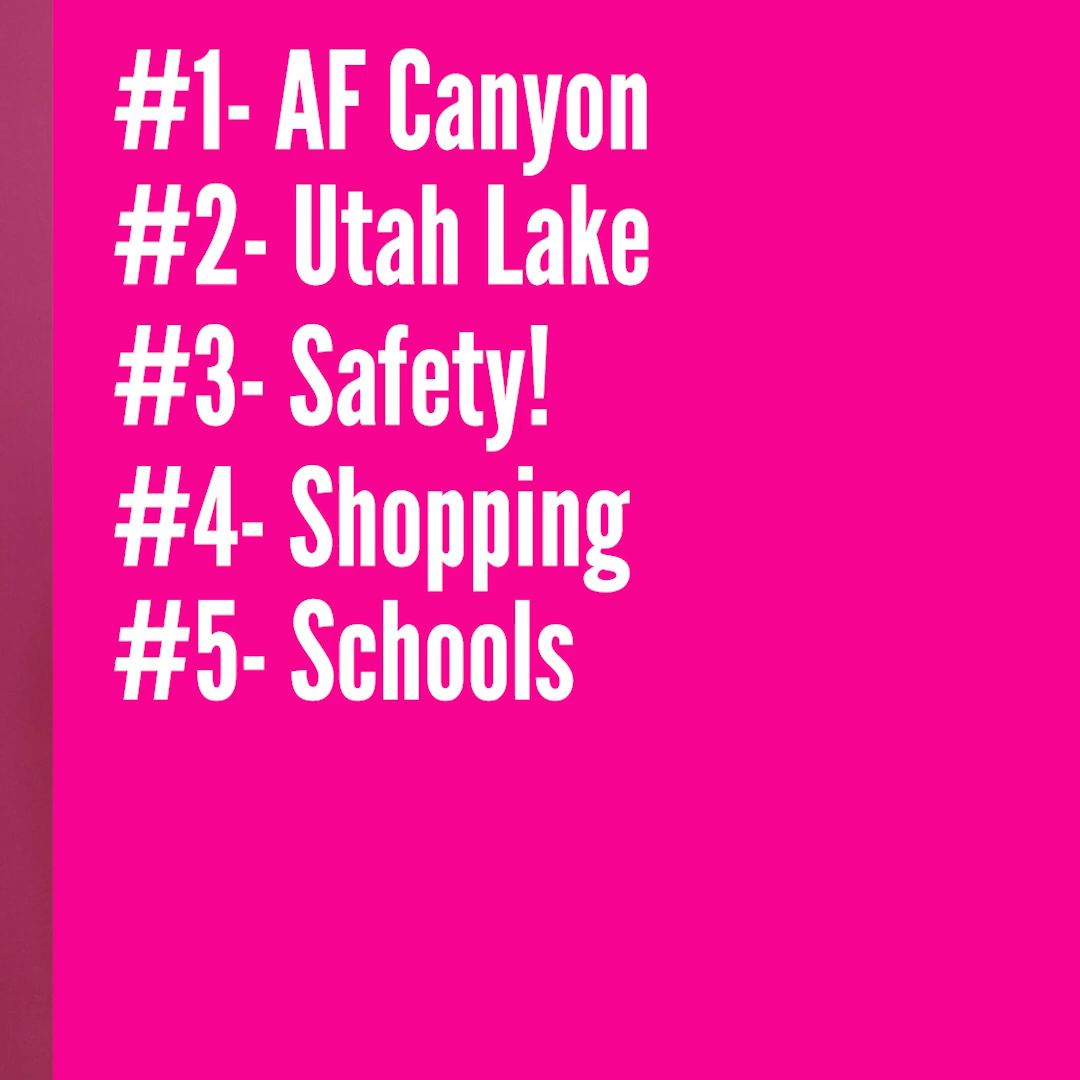 #1- AF Canyon
#2- Utah Lake
#3- Safety!
#4- Shopping
#5- Schools